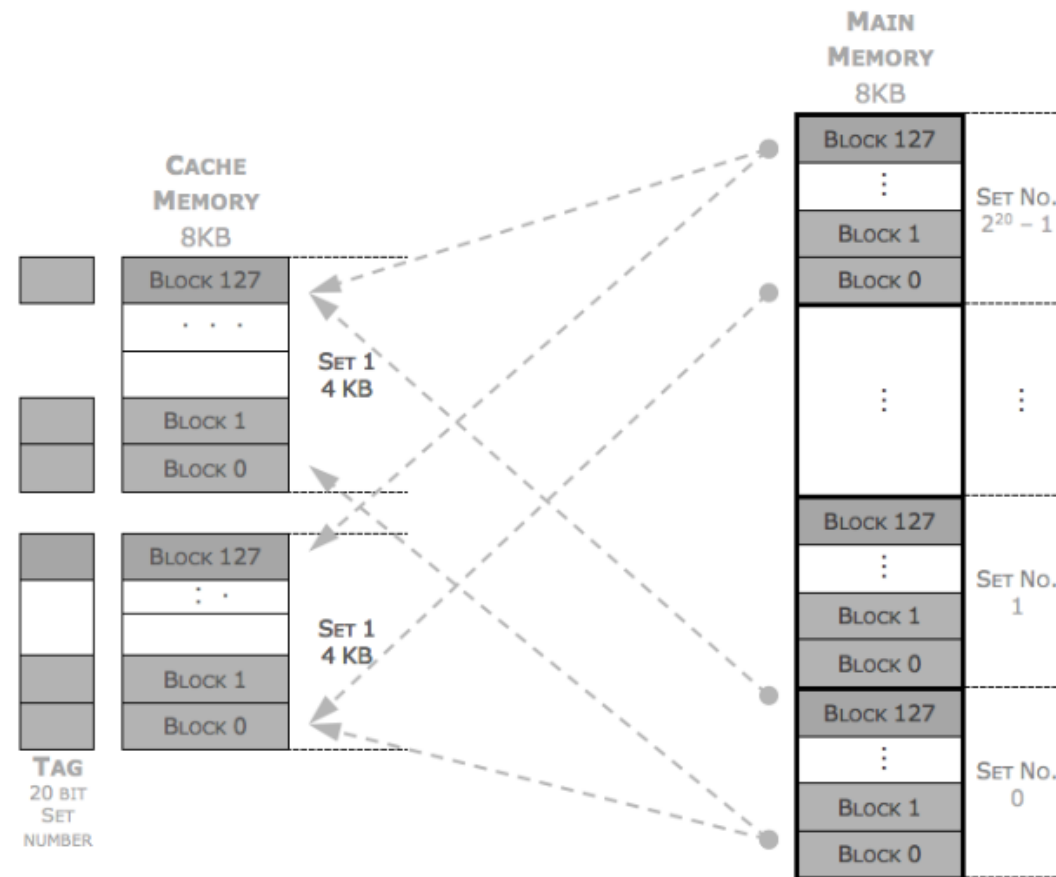 MAIN
MEMORY
8KB
CACHE
MEMORY
8KB
BLOCK 127
. . .
BLOCK 1
BLOCK 0
SET 1
4 KB
BLOCK 127
: .
BLOCK 1
BLOCK 0
SET 1
4 KB
TAG
20 BIT
SET
NUMBER
BLOCK 127
⋮
BLOCK 1
BLOCK 0
SET NO.
2²⁰ – 1
⋮
⋮
BLOCK 127
⋮
BLOCK 1
BLOCK 0
SET NO.
1
BLOCK 127
⋮
BLOCK 1
BLOCK 0
SET NO.
0